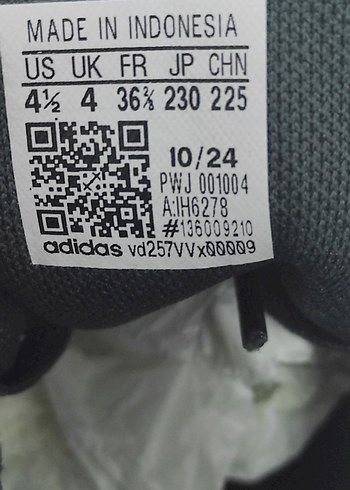 MADE IN INDONESIA
US UK FR JP CHN
4½ 4 36⅔ 230 225
10/24
PWJ 001004
A:IH6278
#136009210
adidas vd257VVx00009